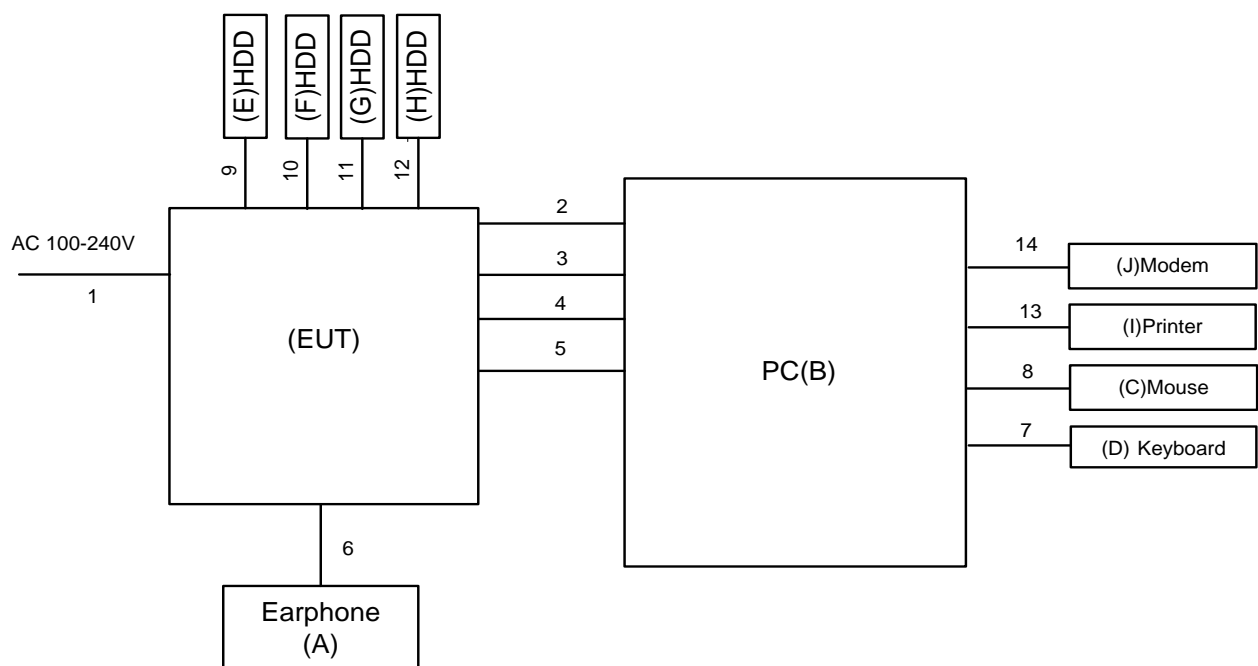 (E)HDD
(F)HDD
(G)HDD
(H)HDD
9
10
11
12
AC 100-240V
1
(EUT)
2
3
4
5
PC(B)
14
(J)Modem
13
(I)Printer
8
(C)Mouse
7
(D) Keyboard
6
Earphone
(A)